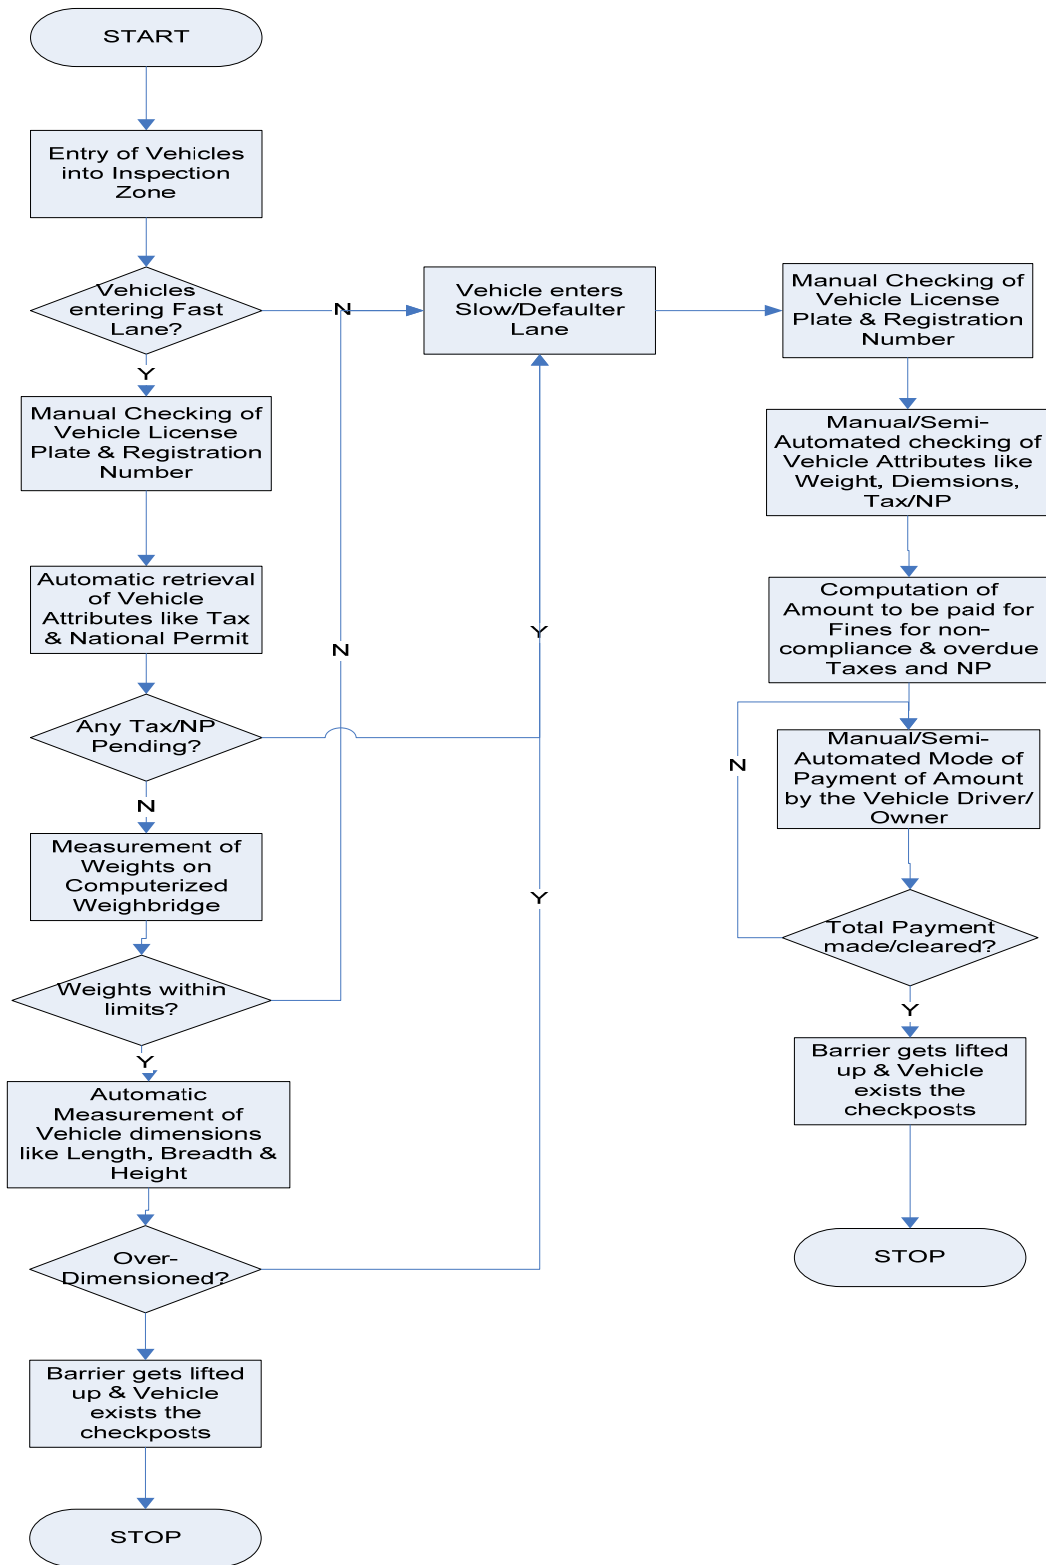 START
Entry of Vehicles
into Inspection
Zone
Vehicles
entering Fast
Lane?
N
Vehicle enters
Slow/Defaulter
Lane
Manual Checking of
Vehicle License
Plate & Registration
Number
Y
Manual Checking of
Vehicle License
Plate & Registration
Number
Manual/Semi-
Automated checking of
Vehicle Attributes like
Weight, Diemsions,
Tax/NP
Automatic retrieval
of Vehicle
Attributes like Tax
& National Permit
N
Y
Computation of
Amount to be paid for
Fines for non-
compliance & overdue
Taxes and NP
Any Tax/NP
Pending?
N
Manual/Semi-
Automated Mode of
Payment of Amount
by the Vehicle Driver/
Owner
N
Measurement of
Weights on
Computerized
Weighbridge
Y
Total Payment
made/cleared?
Weights within
limits?
Y
Y
Barrier gets lifted
up & Vehicle
exists the
checkposts
Automatic
Measurement of
Vehicle dimensions
like Length, Breadth &
Height
Over-
Dimensioned?
STOP
Barrier gets lifted
up & Vehicle
exists the
checkposts
STOP